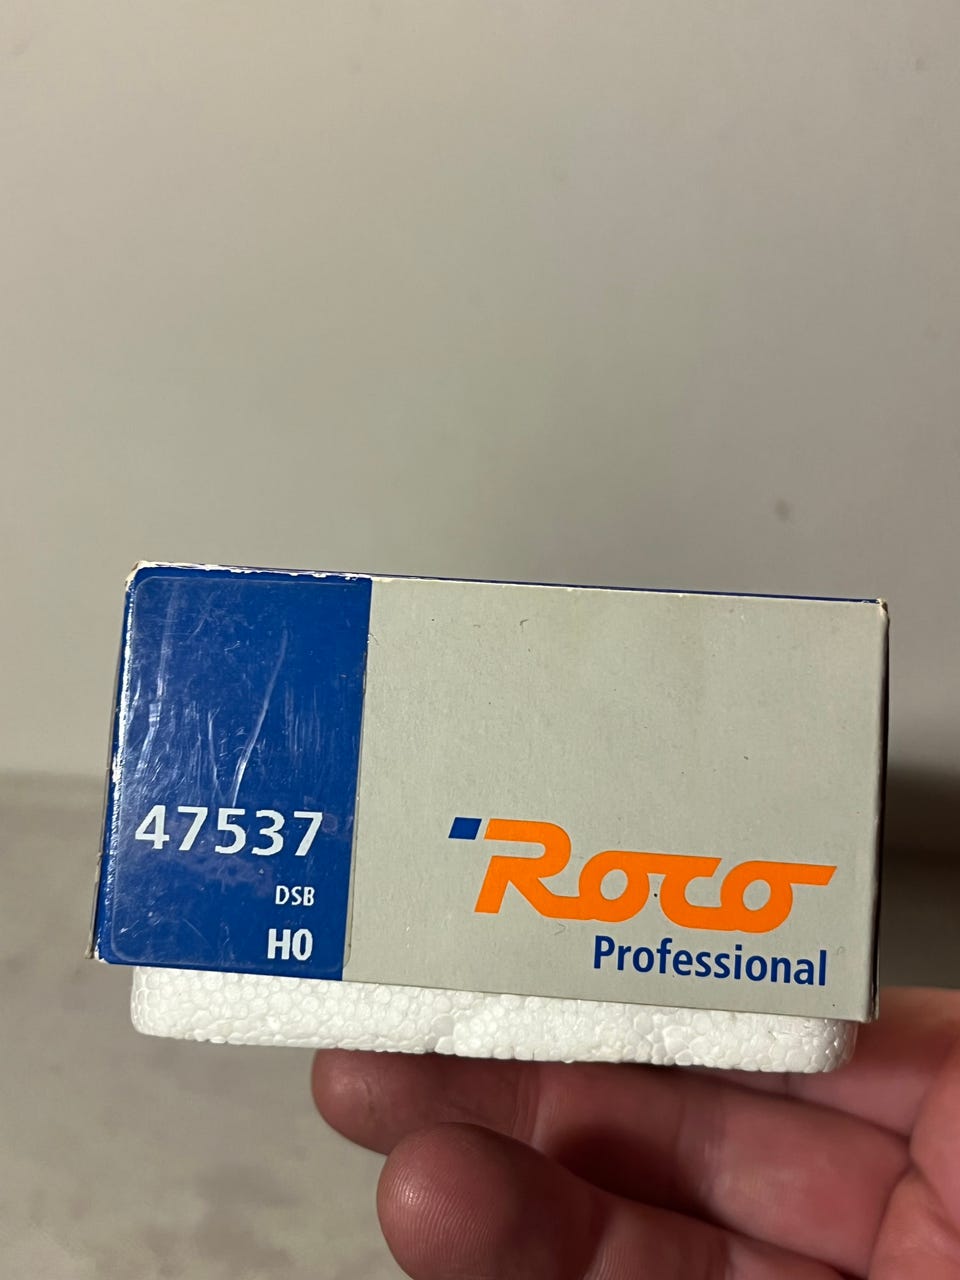 47537
DSB
H0
Roco
Professional